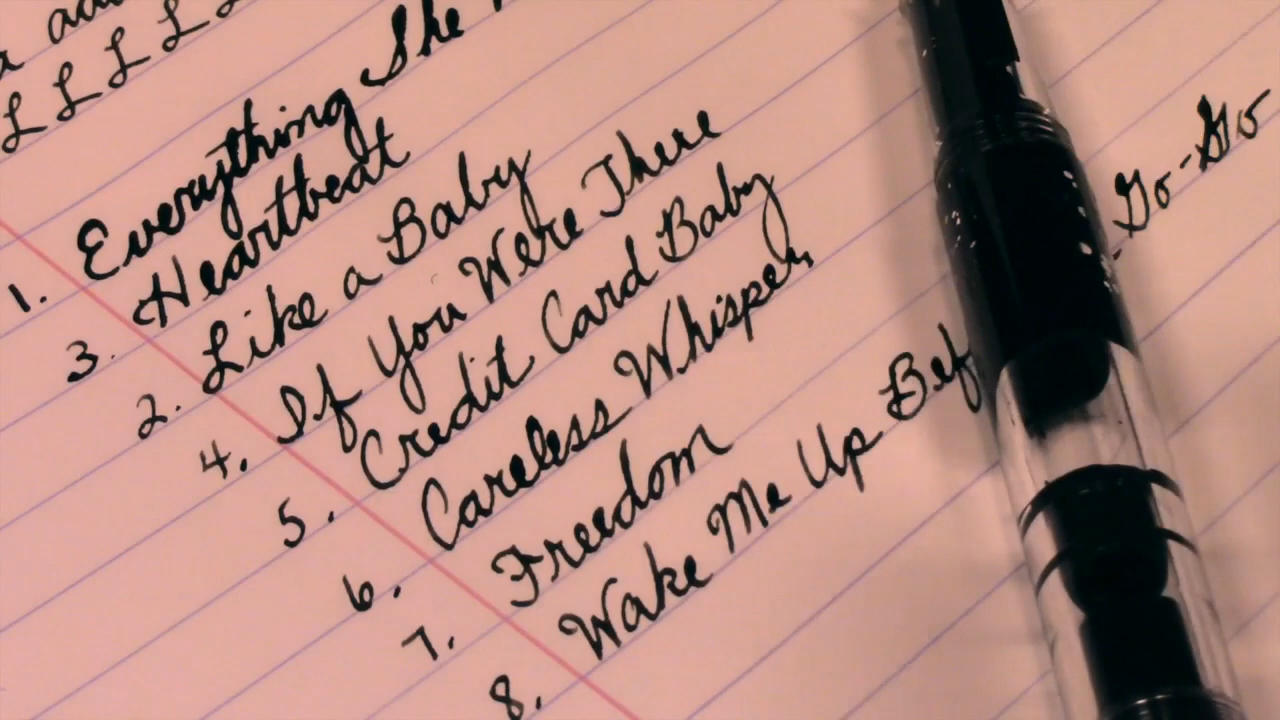 L L L L
1. Everything She
3. Heartbeat
2. Like a Baby
4. If You Were There
5. Credit Card Baby
6. Careless Whisper
7. Freedom
8. Wake Me Up Bef Go-Go